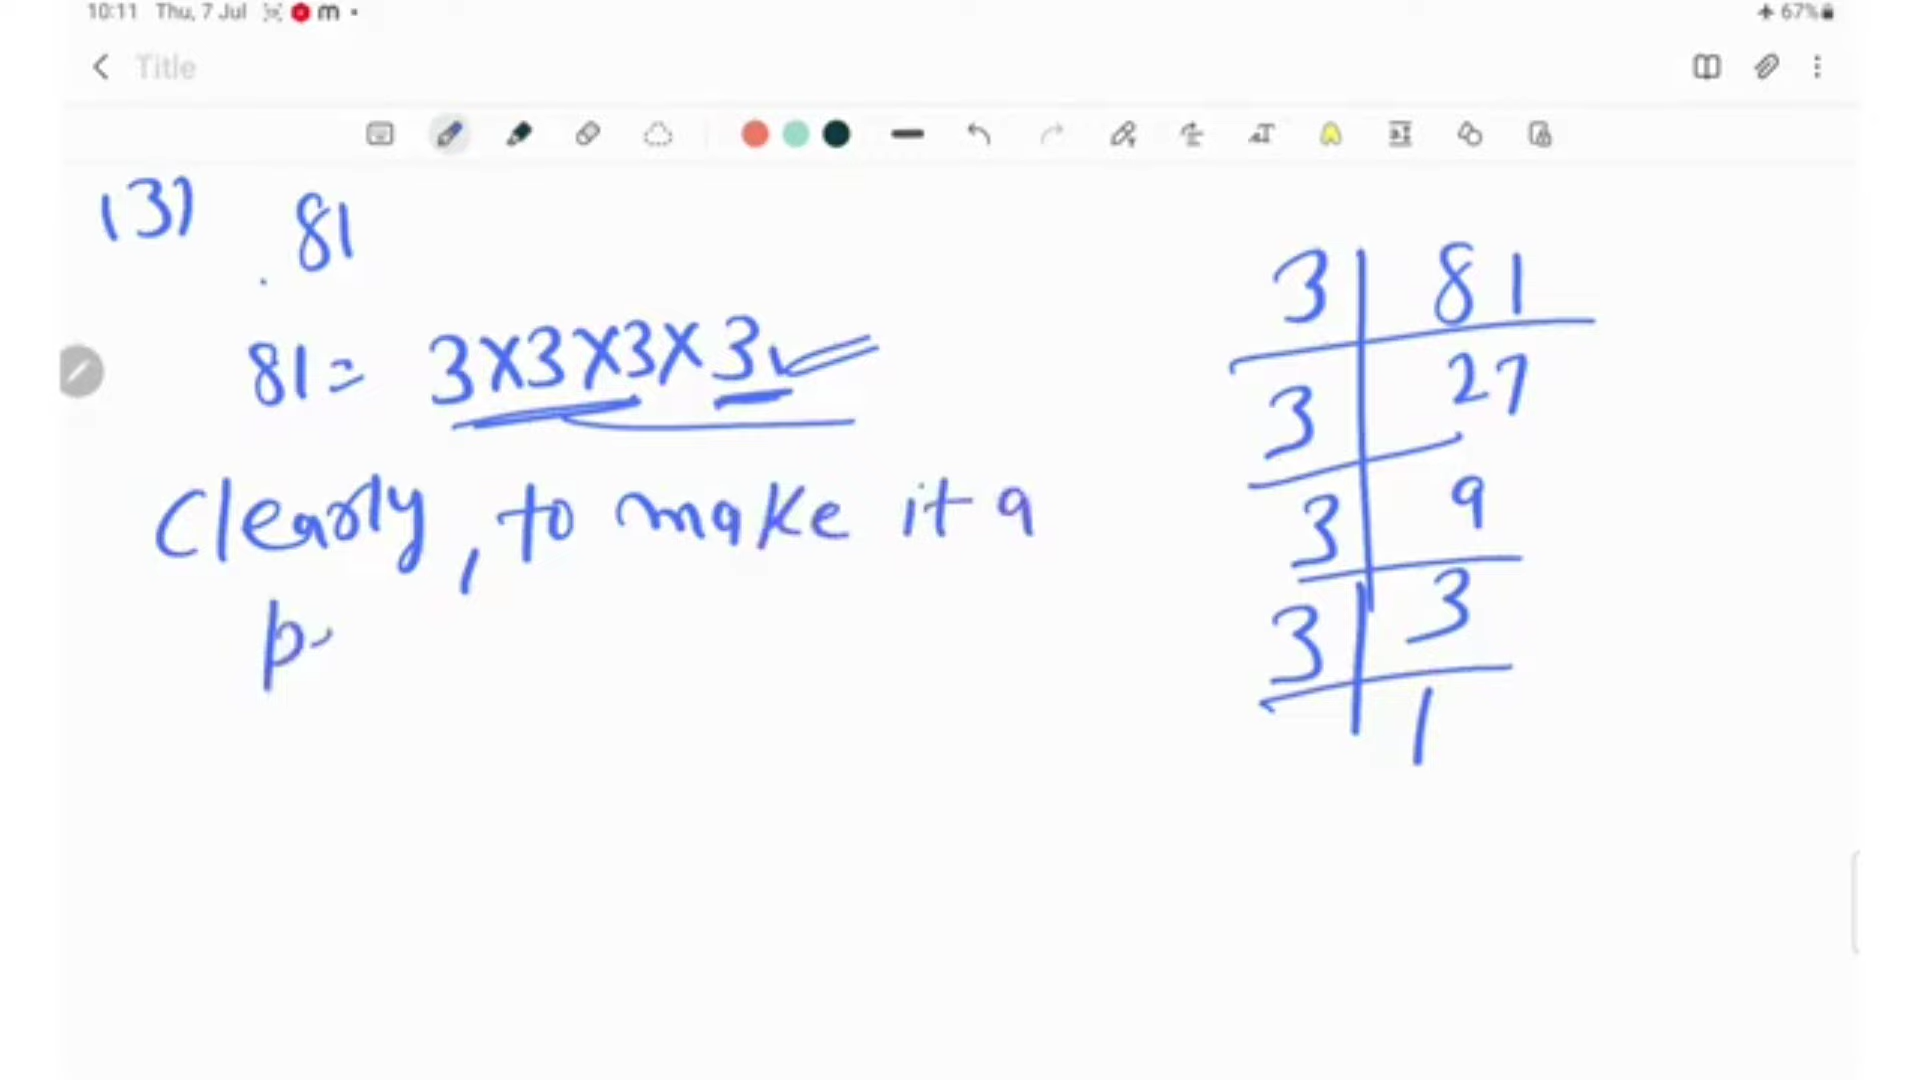 10:11 Thu, 7 Jul m •
67%
Title
(3) 81
81 = 3x3x3x3
Clearly, to make it a
p
3 81
3 27
3 9
3 3
1